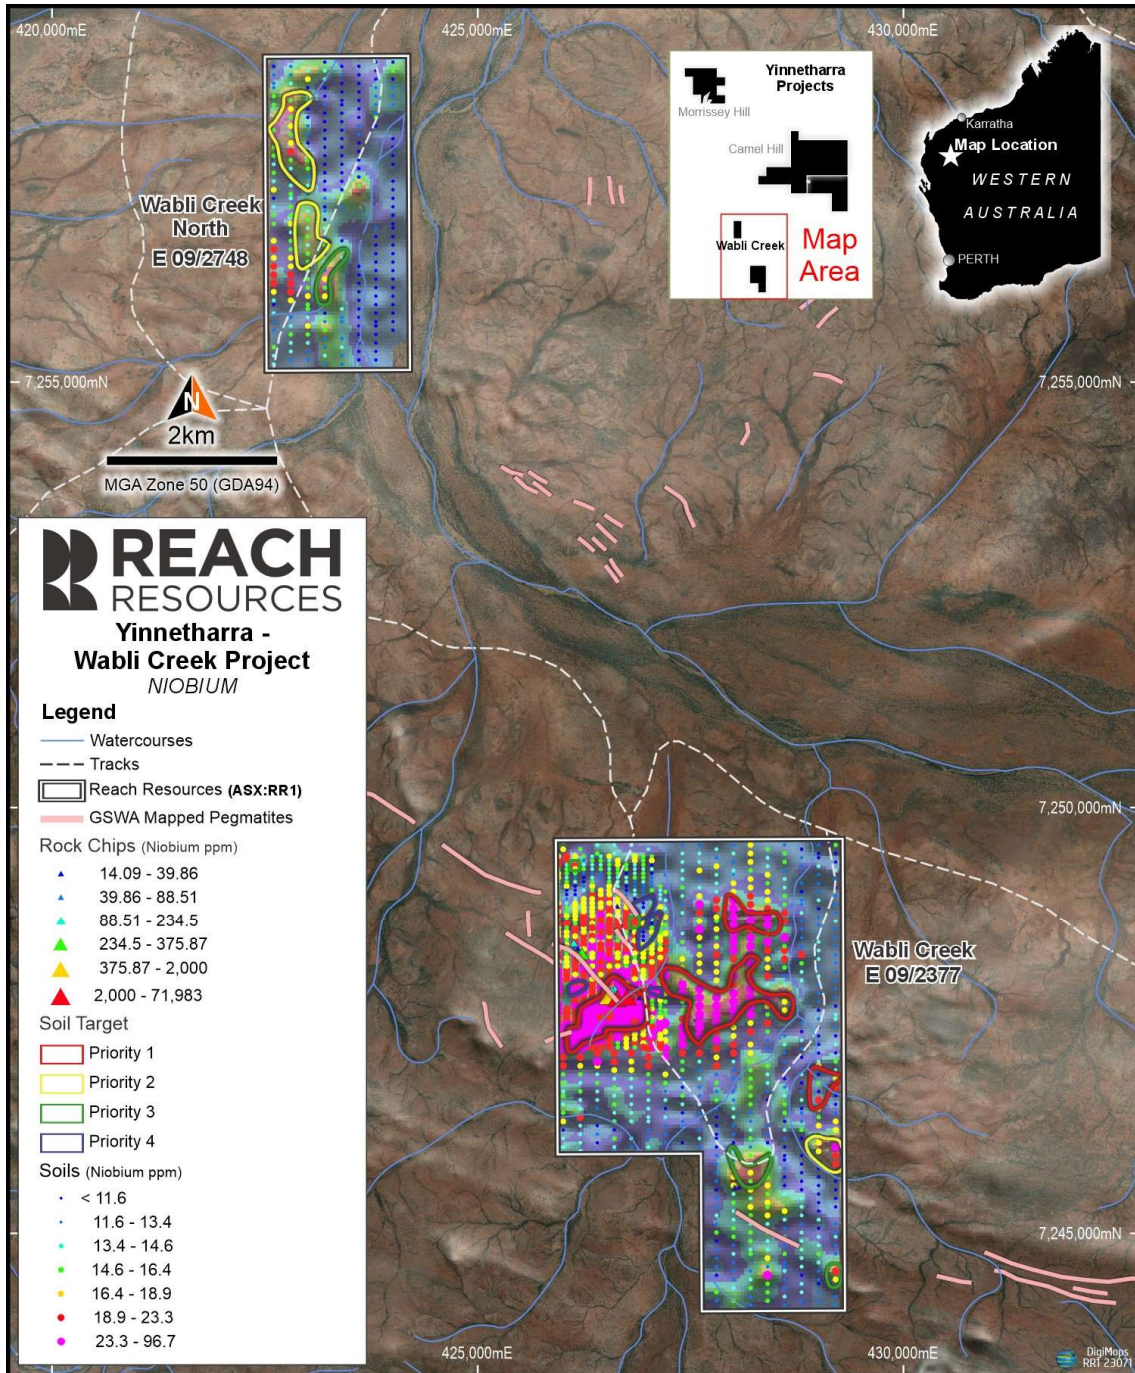 420,000mE
425,000mE
430,000mE
Yinnetharra
Projects
Morrissey Hill
Camel Hill
Wabli Creek
Map
Area
Karratha
Map Location
WESTERN
AUSTRALIA
PERTH
Wabli Creek
North
E 09/2748
7,255,000mN
7,255,000mN
N
2km
MGA Zone 50 (GDA94)
REACH
RESOURCES
Yinnetharra -
Wabli Creek Project
NIOBIUM
Legend
Watercourses
Tracks
Reach Resources (ASX:RR1)
GSWA Mapped Pegmatites
Rock Chips (Niobium ppm)
14.09 - 39.86
39.86 - 88.51
88.51 - 234.5
234.5 - 375.87
375.87 - 2,000
2,000 - 71,983
Soil Target
Priority 1
Priority 2
Priority 3
Priority 4
Soils (Niobium ppm)
< 11.6
11.6 - 13.4
13.4 - 14.6
14.6 - 16.4
16.4 - 18.9
18.9 - 23.3
23.3 - 96.7
7,250,000mN
Wabli Creek
E 09/2377
7,245,000mN
425,000mE
430,000mE
DigiMaps
RR1 23071